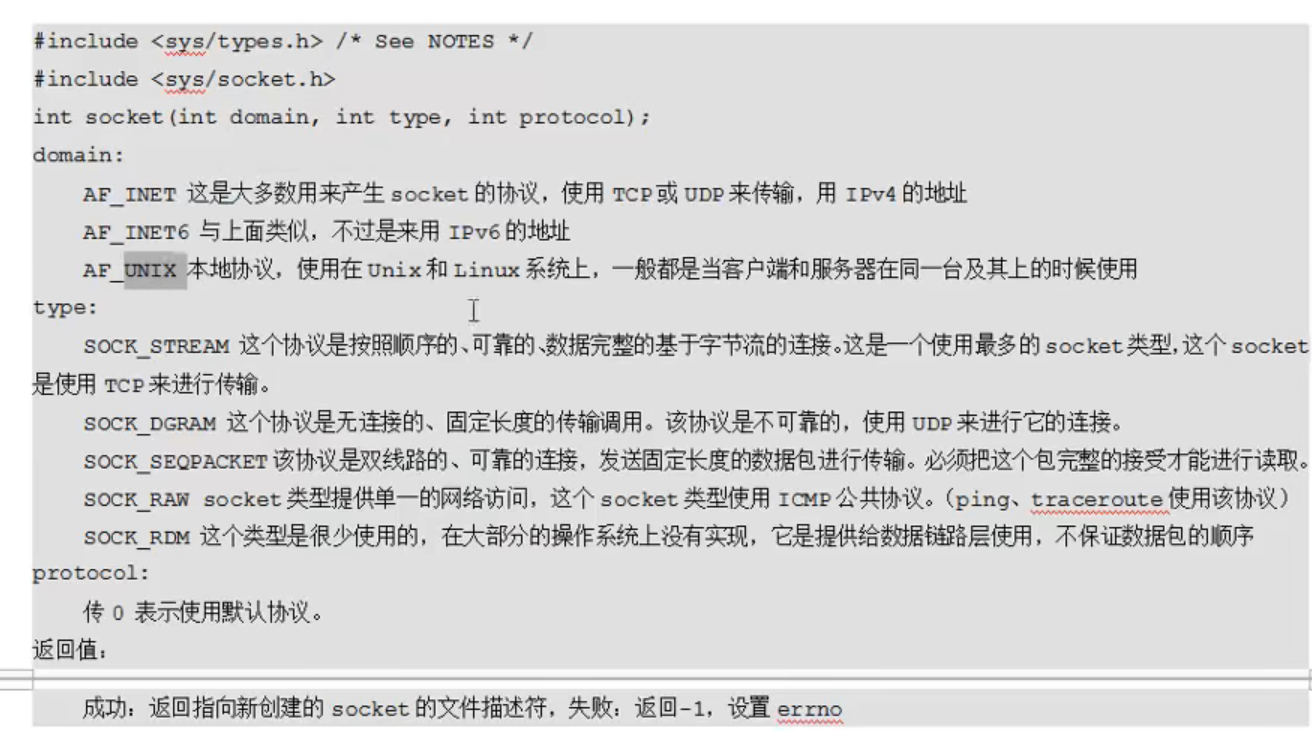 #include <sys/types.h> /* See NOTES */
#include <sys/socket.h>
int socket(int domain, int type, int protocol);
domain:
AF_INET 这是大多数用来产生 socket 的协议，使用 TCP 或 UDP 来传输，用 IPv4 的地址
AF_INET6 与上面类似，不过是来用 IPv6 的地址
AF_UNIX 本地协议，使用在 Unix 和 Linux 系统上，一般都是当客户端和服务器在同一台及其上的时候使用
type:
SOCK_STREAM 这个协议是按照顺序的、可靠的、数据完整的基于字节流的连接。这是一个使用最多的 socket 类型，这个 socket
是使用 TCP 来进行传输。
SOCK_DGRAM 这个协议是无连接的、固定长度的传输调用。该协议是不可靠的，使用 UDP 来进行它的连接。
SOCK_SEQPACKET 该协议是双线路的、可靠的连接，发送固定长度的数据包进行传输。必须把这个包完整的接受才能进行读取。
SOCK_RAW socket 类型提供单一的网络访问，这个 socket 类型使用 ICMP 公共协议。（ping、traceroute 使用该协议）
SOCK_RDM 这个类型是很少使用的，在大部分的操作系统上没有实现，它是提供给数据链路层使用，不保证数据包的顺序
protocol:
传 0 表示使用默认协议。
返回值：
成功：返回指向新创建的 socket 的文件描述符，失败：返回-1，设置 errno